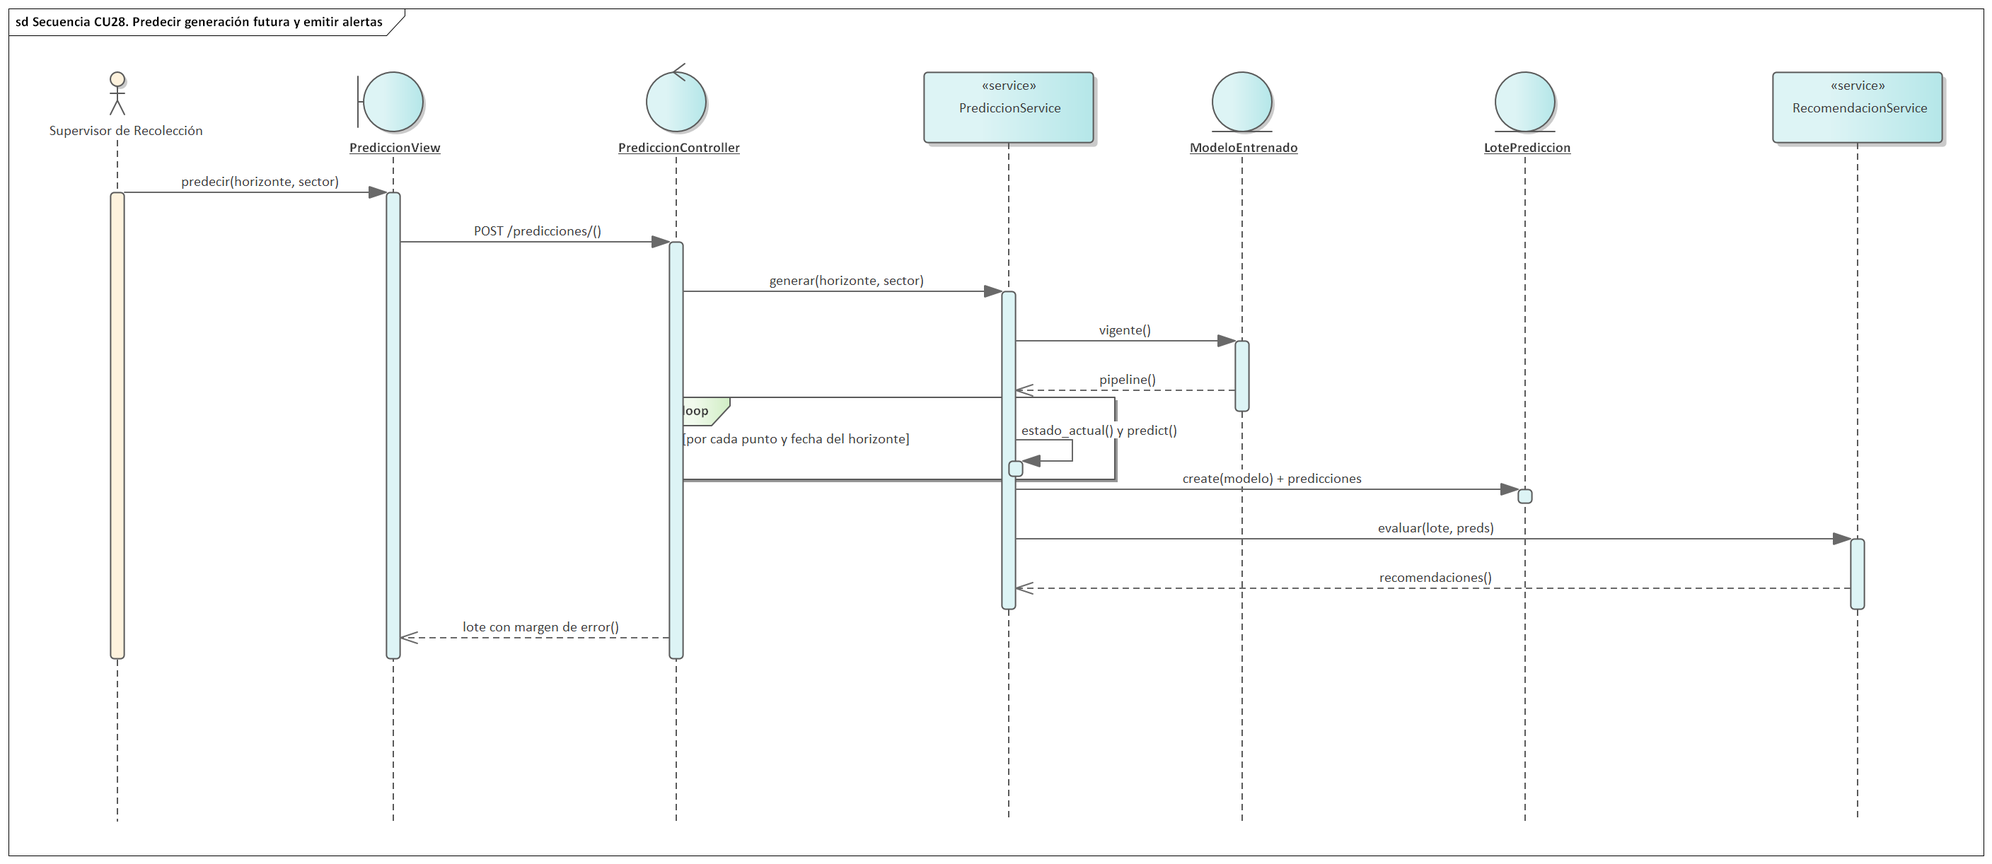 sd Secuencia CU28. Predecir generación futura y emitir alertas
«service»
PrediccionService
«service»
RecomendacionService
Supervisor de Recolección
PrediccionView
PrediccionController
ModeloEntrenado
LotePrediccion
predecir(horizonte, sector)
POST /predicciones/()
generar(horizonte, sector)
vigente()
pipeline()
loop
[por cada punto y fecha del horizonte]
estado_actual() y predict()
create(modelo) + predicciones
evaluar(lote, preds)
recomendaciones()
lote con margen de error()